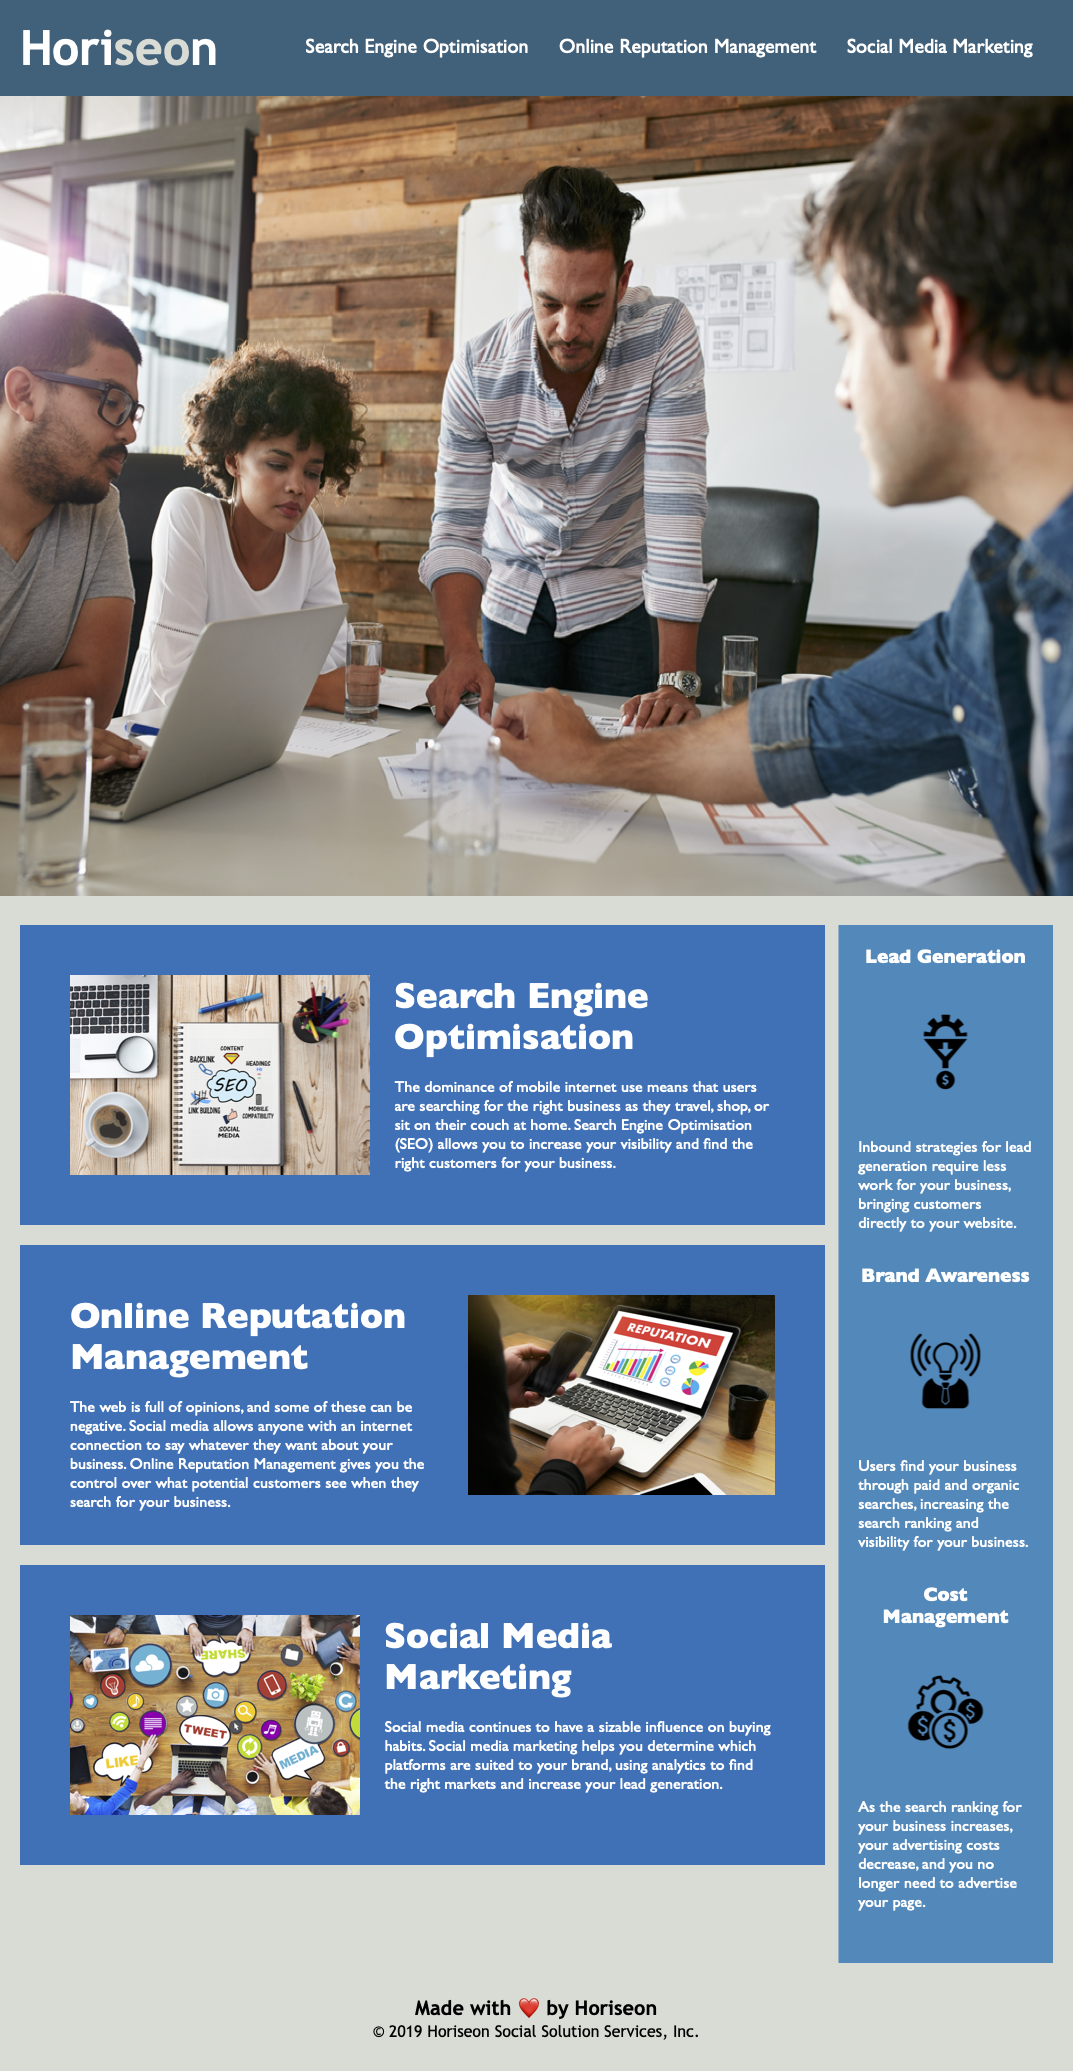 Horiseon
Search Engine Optimisation
Online Reputation Management
Social Media Marketing
Search Engine
Optimisation
The dominance of mobile internet use means that users
are searching for the right business as they travel, shop, or
sit on their couch at home. Search Engine Optimisation
(SEO) allows you to increase your visibility and find the
right customers for your business.
CONTENT
BACKLINK
HEADINGS
SEO
LINK BUILDING
MOBILE
COMPATIBILITY
SOCIAL
MEDIA
Online Reputation
Management
The web is full of opinions, and some of these can be
negative. Social media allows anyone with an internet
connection to say whatever they want about your
business. Online Reputation Management gives you the
control over what potential customers see when they
search for your business.
REPUTATION
Social Media
Marketing
Social media continues to have a sizable influence on buying
habits. Social media marketing helps you determine which
platforms are suited to your brand, using analytics to find
the right markets and increase your lead generation.
SHARE
TWEET
LIKE
MEDIA
Lead Generation
$
Inbound strategies for lead
generation require less
work for your business,
bringing customers
directly to your website.
Brand Awareness
Users find your business
through paid and organic
searches, increasing the
search ranking and
visibility for your business.
Cost
Management
$ $ $
As the search ranking for
your business increases,
your advertising costs
decrease, and you no
longer need to advertise
your page.
Made with ❤️ by Horiseon
© 2019 Horiseon Social Solution Services, Inc.